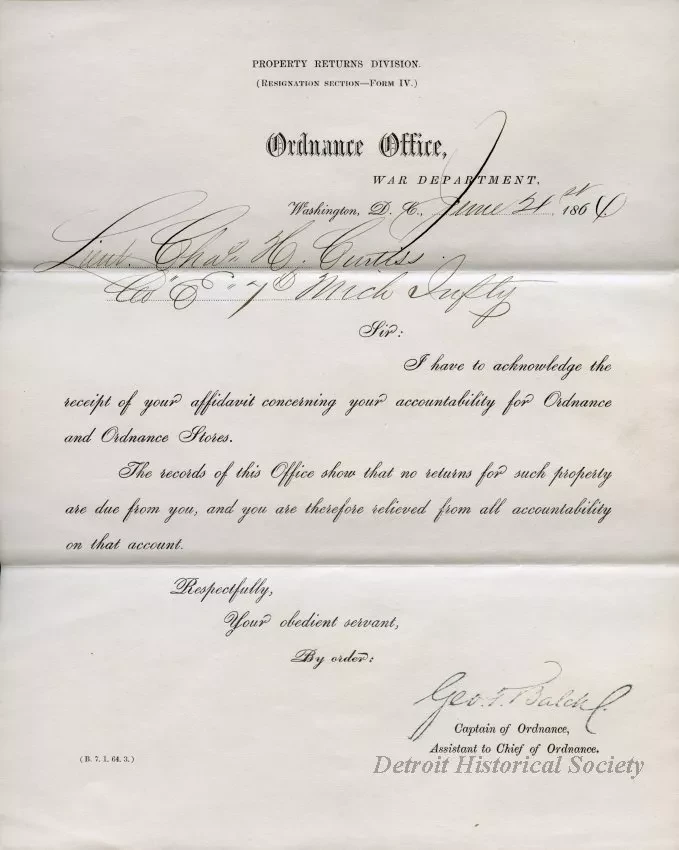 PROPERTY RETURNS DIVISION.
(RESIGNATION SECTION—FORM IV.)
Ordnance Office,
WAR DEPARTMENT,
Washington, D. C., June 21st 1864
Lieut. Chas. H. Curtiss.
Co "E" 7th Mich Infty
Sir:
I have to acknowledge the
receipt of your affidavit concerning your accountability for Ordnance
and Ordnance Stores.
The records of this Office show that no returns for such property
are due from you, and you are therefore relieved from all accountability
on that account.
Respectfully,
Your obedient servant,
By order:
Geo. T. Balch
Captain of Ordnance,
Assistant to Chief of Ordnance.
(B. 7. 1. 64. 3.)
Detroit Historical Society